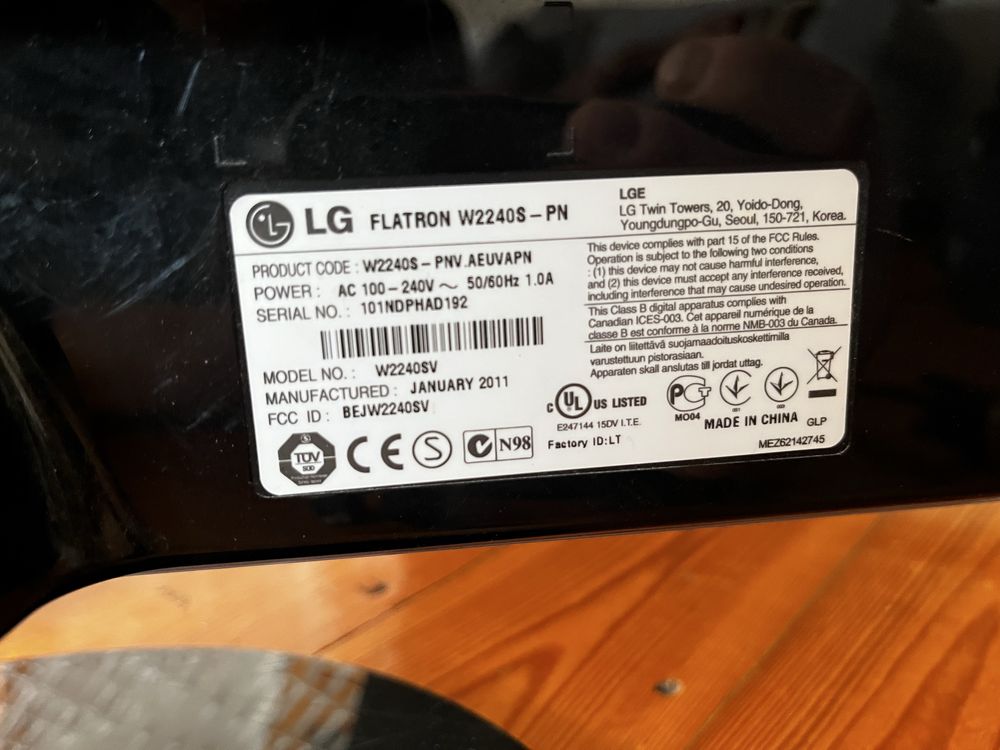 LG FLATRON W2240S-PN
LGE
LG Twin Towers, 20, Yoido-Dong,
Youngdungpo-Gu, Seoul, 150-721, Korea.
PRODUCT CODE : W2240S-PNV.AEUVAPN
POWER : AC 100-240V ~ 50/60Hz 1.0A
SERIAL NO. : 101NDPHAD192
MODEL NO. : W2240SV
MANUFACTURED : JANUARY 2011
FCC ID : BEJW2240SV
This device complies with part 15 of the FCC Rules.
Operation is subject to the following two conditions
: (1) this device may not cause harmful interference,
and (2) this device must accept any interference received,
including interference that may cause undesired operation.
This Class B digital apparatus complies with
Canadian ICES-003. Cet appareil numérique de la
classe B est conforme à la norme NMB-003 du Canada.
Laite on liitettävä suojamaadoituskoskettimilla
varustettuun pistorasiaan.
Apparaten skall anslutas till jordat uttag.
TÜV
CE
S
N98
C UL US LISTED
E247144 15DV I.T.E.
Factory ID:LT
PCT
MO04
MADE IN CHINA
GLP
MEZ62142745